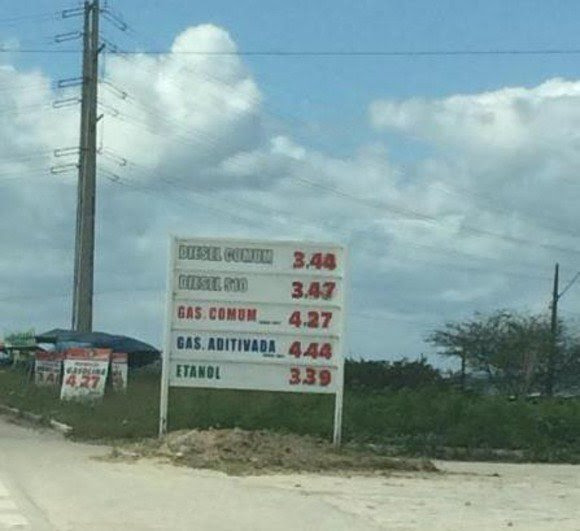 DIESEL COMUM 3.44
DIESEL S10 3.47
GAS. COMUM 4.27
GAS. ADITIVADA 4.44
ETANOL 3.39
GASOLINA
4.27